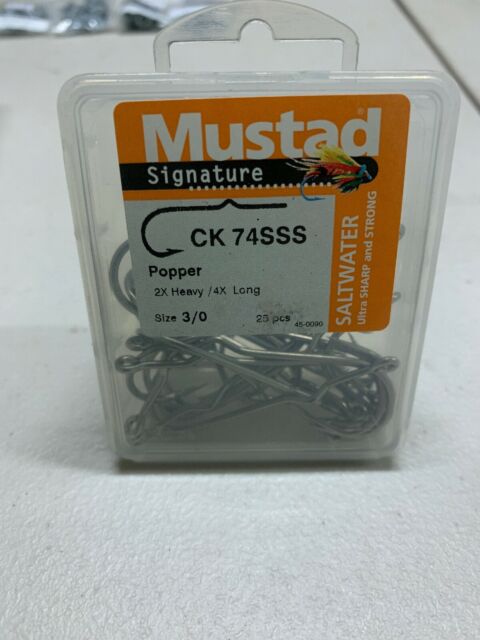 Mustad®
Signature
CK 74SSS
Popper
2X Heavy /4X Long
Size 3/0 25 pcs 45-0090
SALTWATER
Ultra SHARP and STRONG